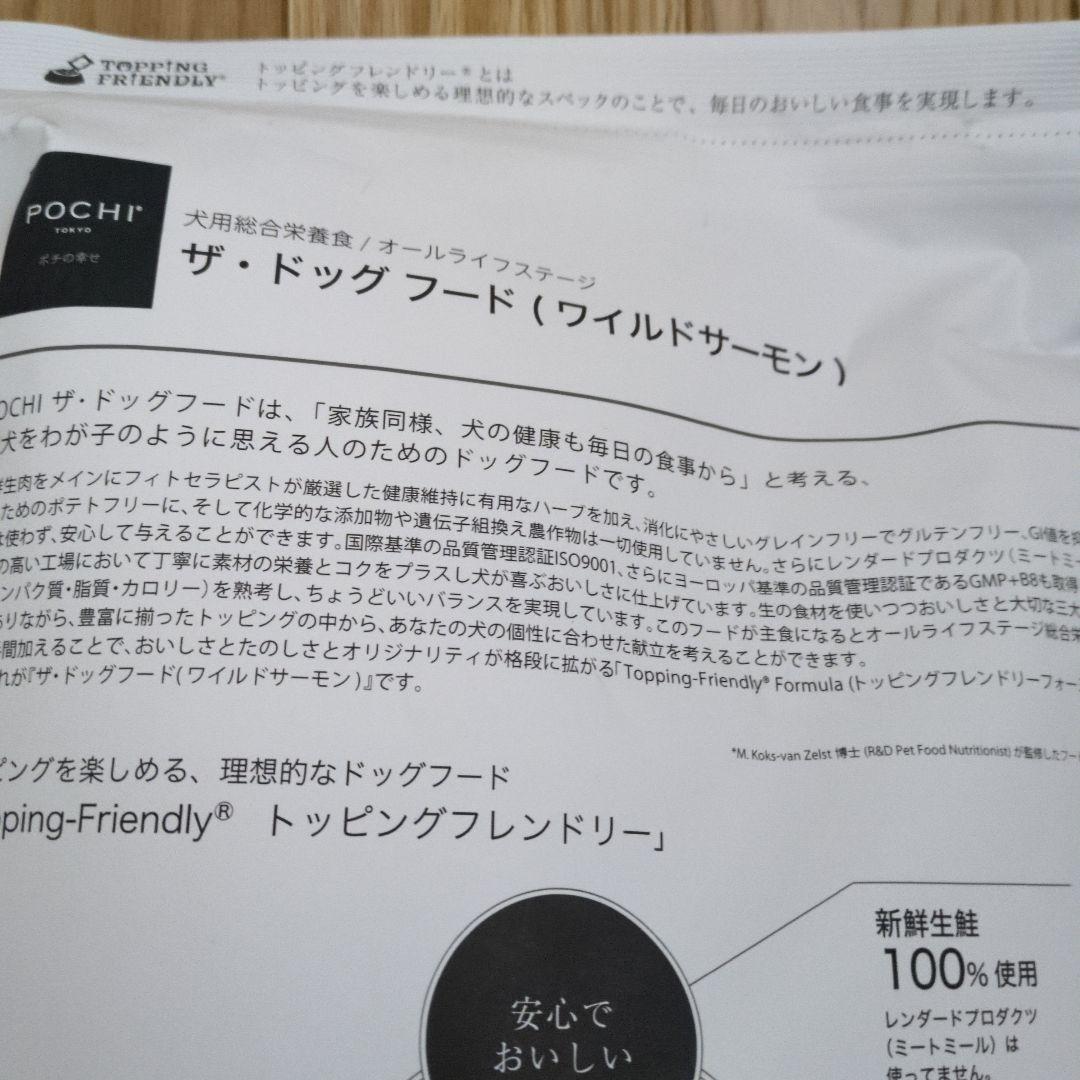 TOPPING FRIENDLY®
トッピングフレンドリー®とは
トッピングを楽しめる理想的なスペックのことで、毎日のおいしい食事を実現します。
POCHI®
TOKYO
ポチの幸せ
犬用総合栄養食 / オールライフステージ
ザ・ドッグ フード ( ワイルドサーモン )
OCHI ザ・ドッグフードは、「家族同様、犬の健康も毎日の食事から」と考える、
犬をわが子のように思える人のためのドッグフードです。
生肉をメインにフィトセラピストが厳選した健康維持に有用なハーブを加え、消化にやさしいグレインフリーでグルテンフリー、GI値を
ためのポテトフリーに、そして化学的な添加物や遺伝子組換え農作物は一切使用していません。さらにレンダードプロダクツ（ミートミー
は使わず、安心して与えることができます。国際基準の品質管理認証ISO9001、さらにヨーロッパ基準の品質管理認証であるGMP+B8も取得
の高い工場において丁寧に素材の栄養とコクをプラスし犬が喜ぶおいしさに仕上げています。生の食材を使いつつおいしさと大切な三大
ンパク質・脂質・カロリー）を熟考し、ちょうどいいバランスを実現しています。このフードが主食になるとオールライフステージ総合栄
りながら、豊富に揃ったトッピングの中から、あなたの犬の個性に合わせた献立を考えることができます。
間加えることで、おいしさとたのしさとオリジナリティが格段に拡がる「Topping-Friendly® Formula (トッピングフレンドリーフォー
れが『ザ・ドッグフード( ワイルドサーモン )』です。
*M. Koks-van Zelst 博士 (R&D Pet Food Nutritionist) が監修したフー
ピングを楽しめる、理想的なドッグフード
pping-Friendly® トッピングフレンドリー」
新鮮生鮭
100% 使用
レンダードプロダクツ
（ミートミール）は
使ってません。
安心で
おいしい